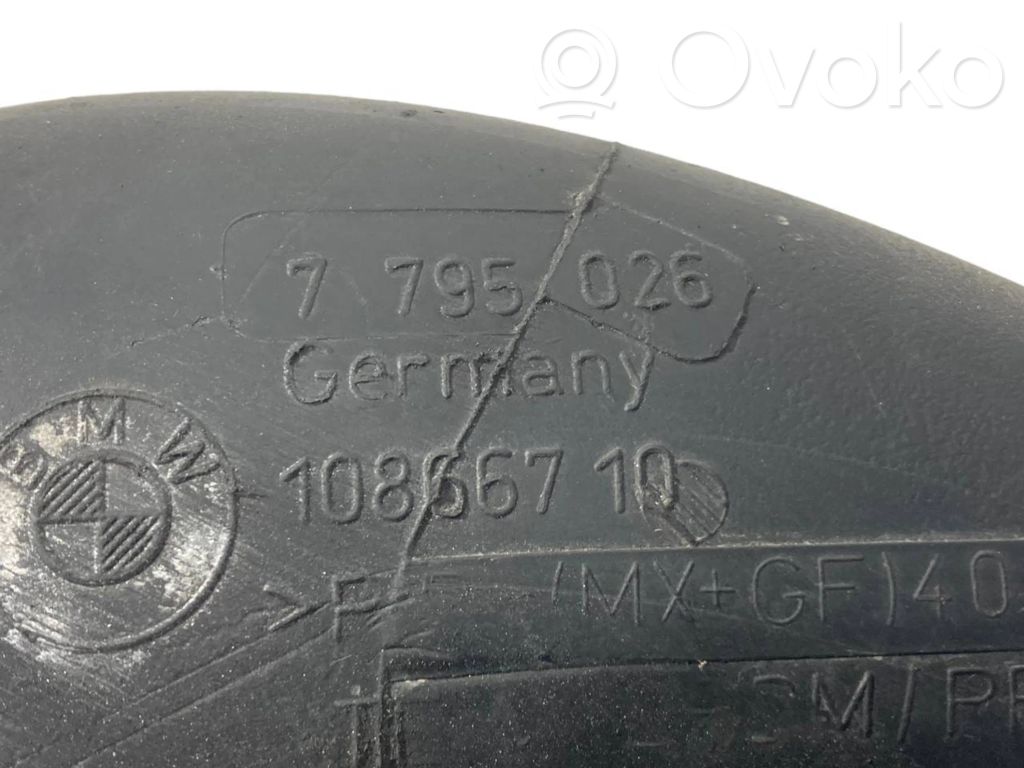 Ovoko
7 795 026
Germany
108667 10
BMW
(MX+GF)40